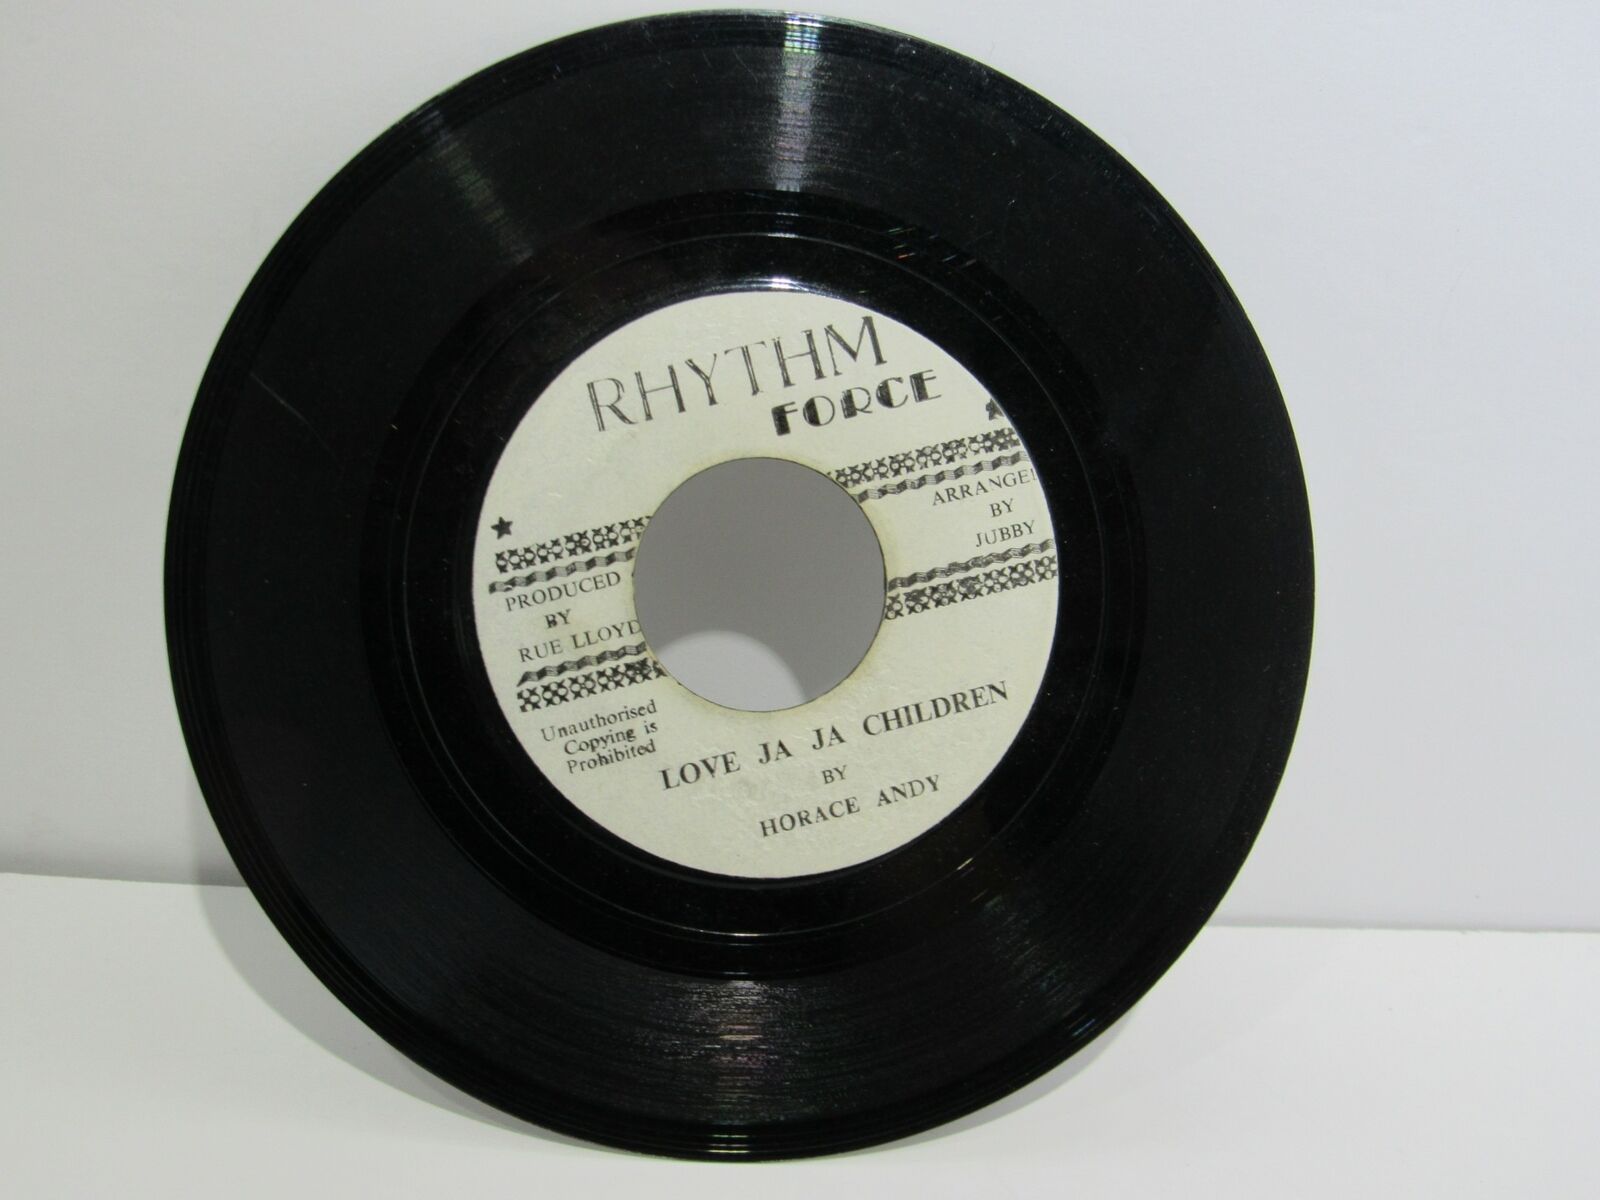 RHYTHM
FORCE
ARRANGE
BY
JUBBY
PRODUCED
BY
RUE LLOYD
Unauthorised
Copying is
Prohibited
LOVE JA JA CHILDREN
BY
HORACE ANDY